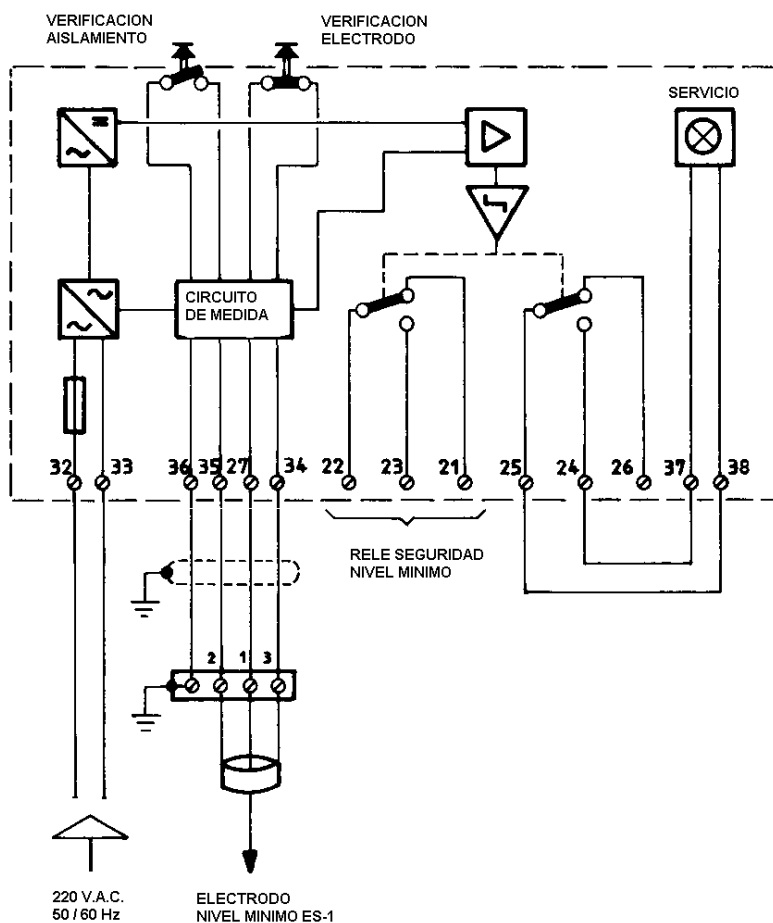 VERIFICACION
AISLAMIENTO
VERIFICACION
ELECTRODO
SERVICIO
CIRCUITO
DE MEDIDA
32 33 36 35 27 34 22 23 21 25 24 26 37 38
RELE SEGURIDAD
NIVEL MINIMO
2 1 3
220 V.A.C.
50 / 60 Hz
ELECTRODO
NIVEL MINIMO ES-1